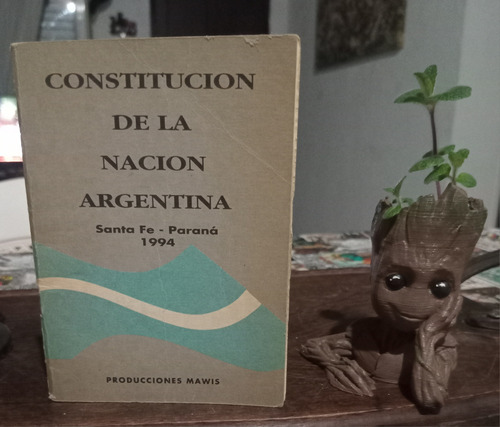 CONSTITUCION
DE LA
NACION
ARGENTINA
Santa Fe - Paraná
1994
PRODUCCIONES MAWIS